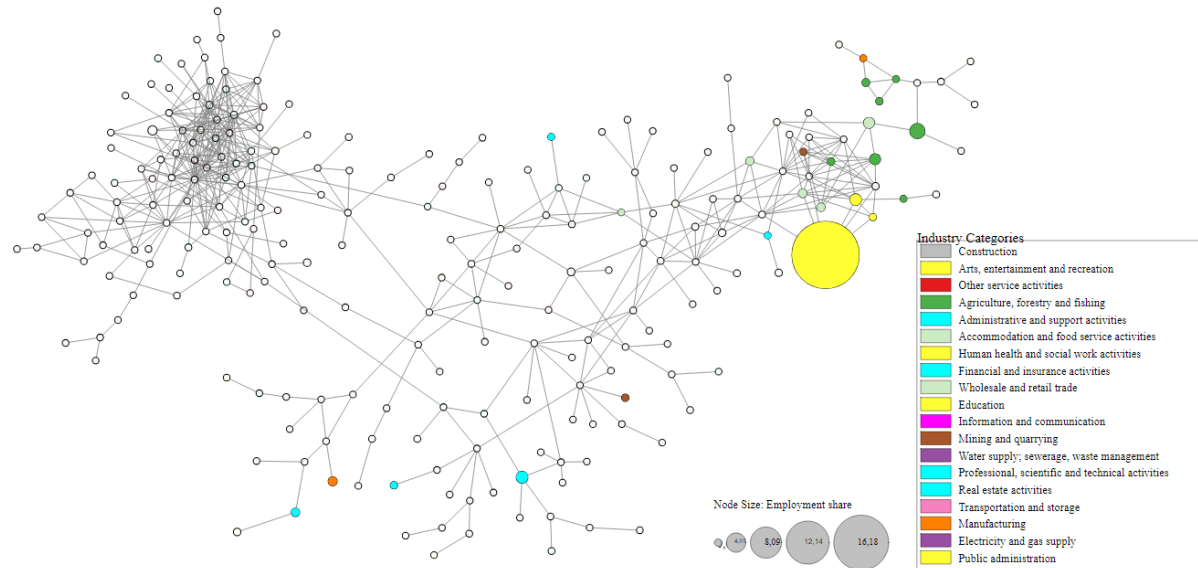 Industry Categories
Construction
Arts, entertainment and recreation
Other service activities
Agriculture, forestry and fishing
Administrative and support activities
Accommodation and food service activities
Human health and social work activities
Financial and insurance activities
Wholesale and retail trade
Education
Information and communication
Mining and quarrying
Water supply; sewerage, waste management
Professional, scientific and technical activities
Real estate activities
Transportation and storage
Manufacturing
Electricity and gas supply
Public administration
Node Size: Employment share
8,09 12,14 16,18